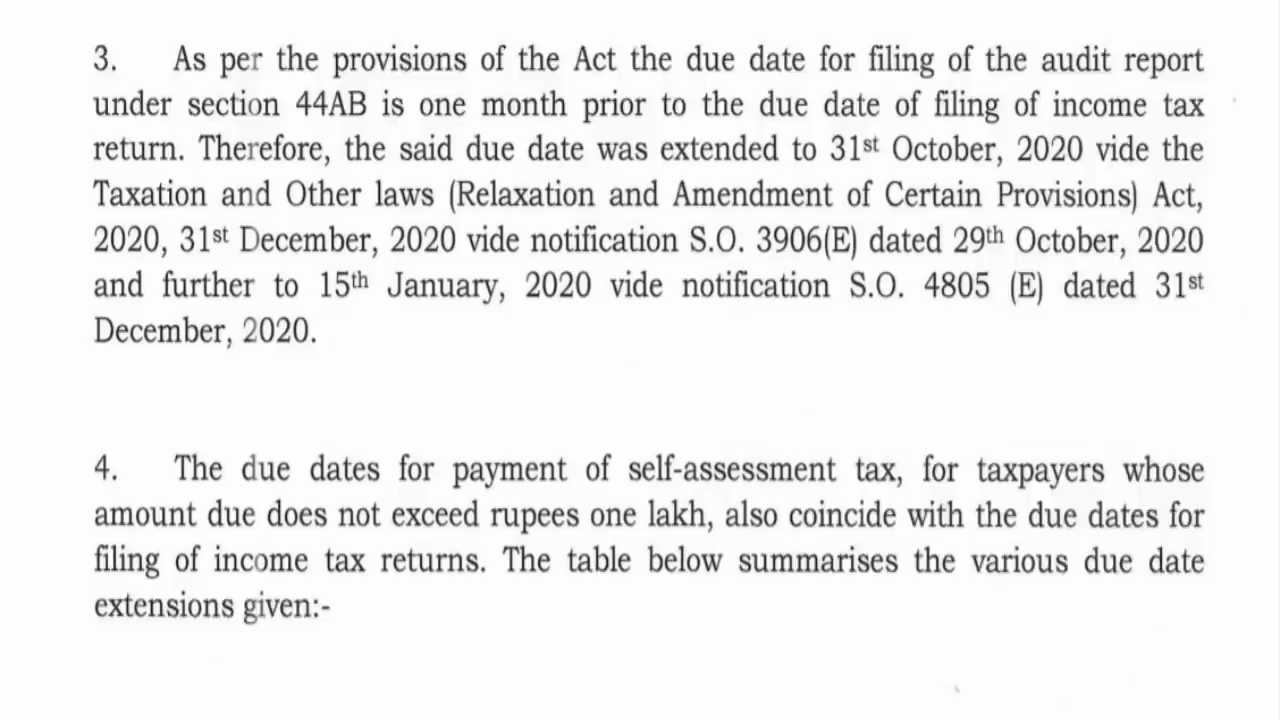 3. As per the provisions of the Act the due date for filing of the audit report
under section 44AB is one month prior to the due date of filing of income tax
return. Therefore, the said due date was extended to 31st October, 2020 vide the
Taxation and Other laws (Relaxation and Amendment of Certain Provisions) Act,
2020, 31st December, 2020 vide notification S.O. 3906(E) dated 29th October, 2020
and further to 15th January, 2020 vide notification S.O. 4805 (E) dated 31st
December, 2020.
4. The due dates for payment of self-assessment tax, for taxpayers whose
amount due does not exceed rupees one lakh, also coincide with the due dates for
filing of income tax returns. The table below summarises the various due date
extensions given:-